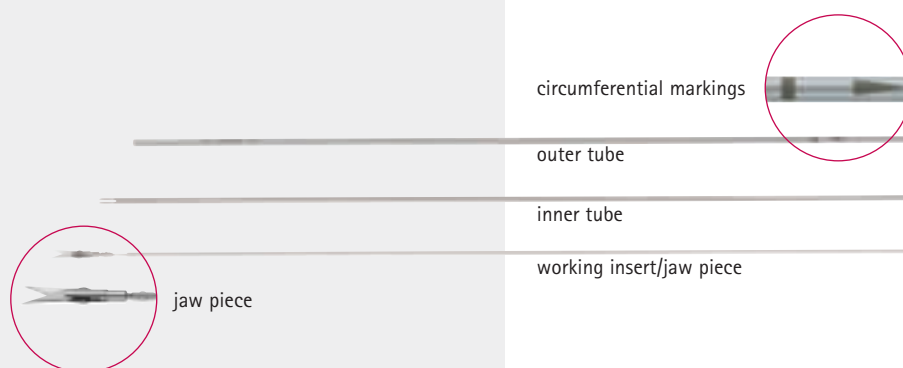 circumferential markings
outer tube
inner tube
working insert/jaw piece
jaw piece